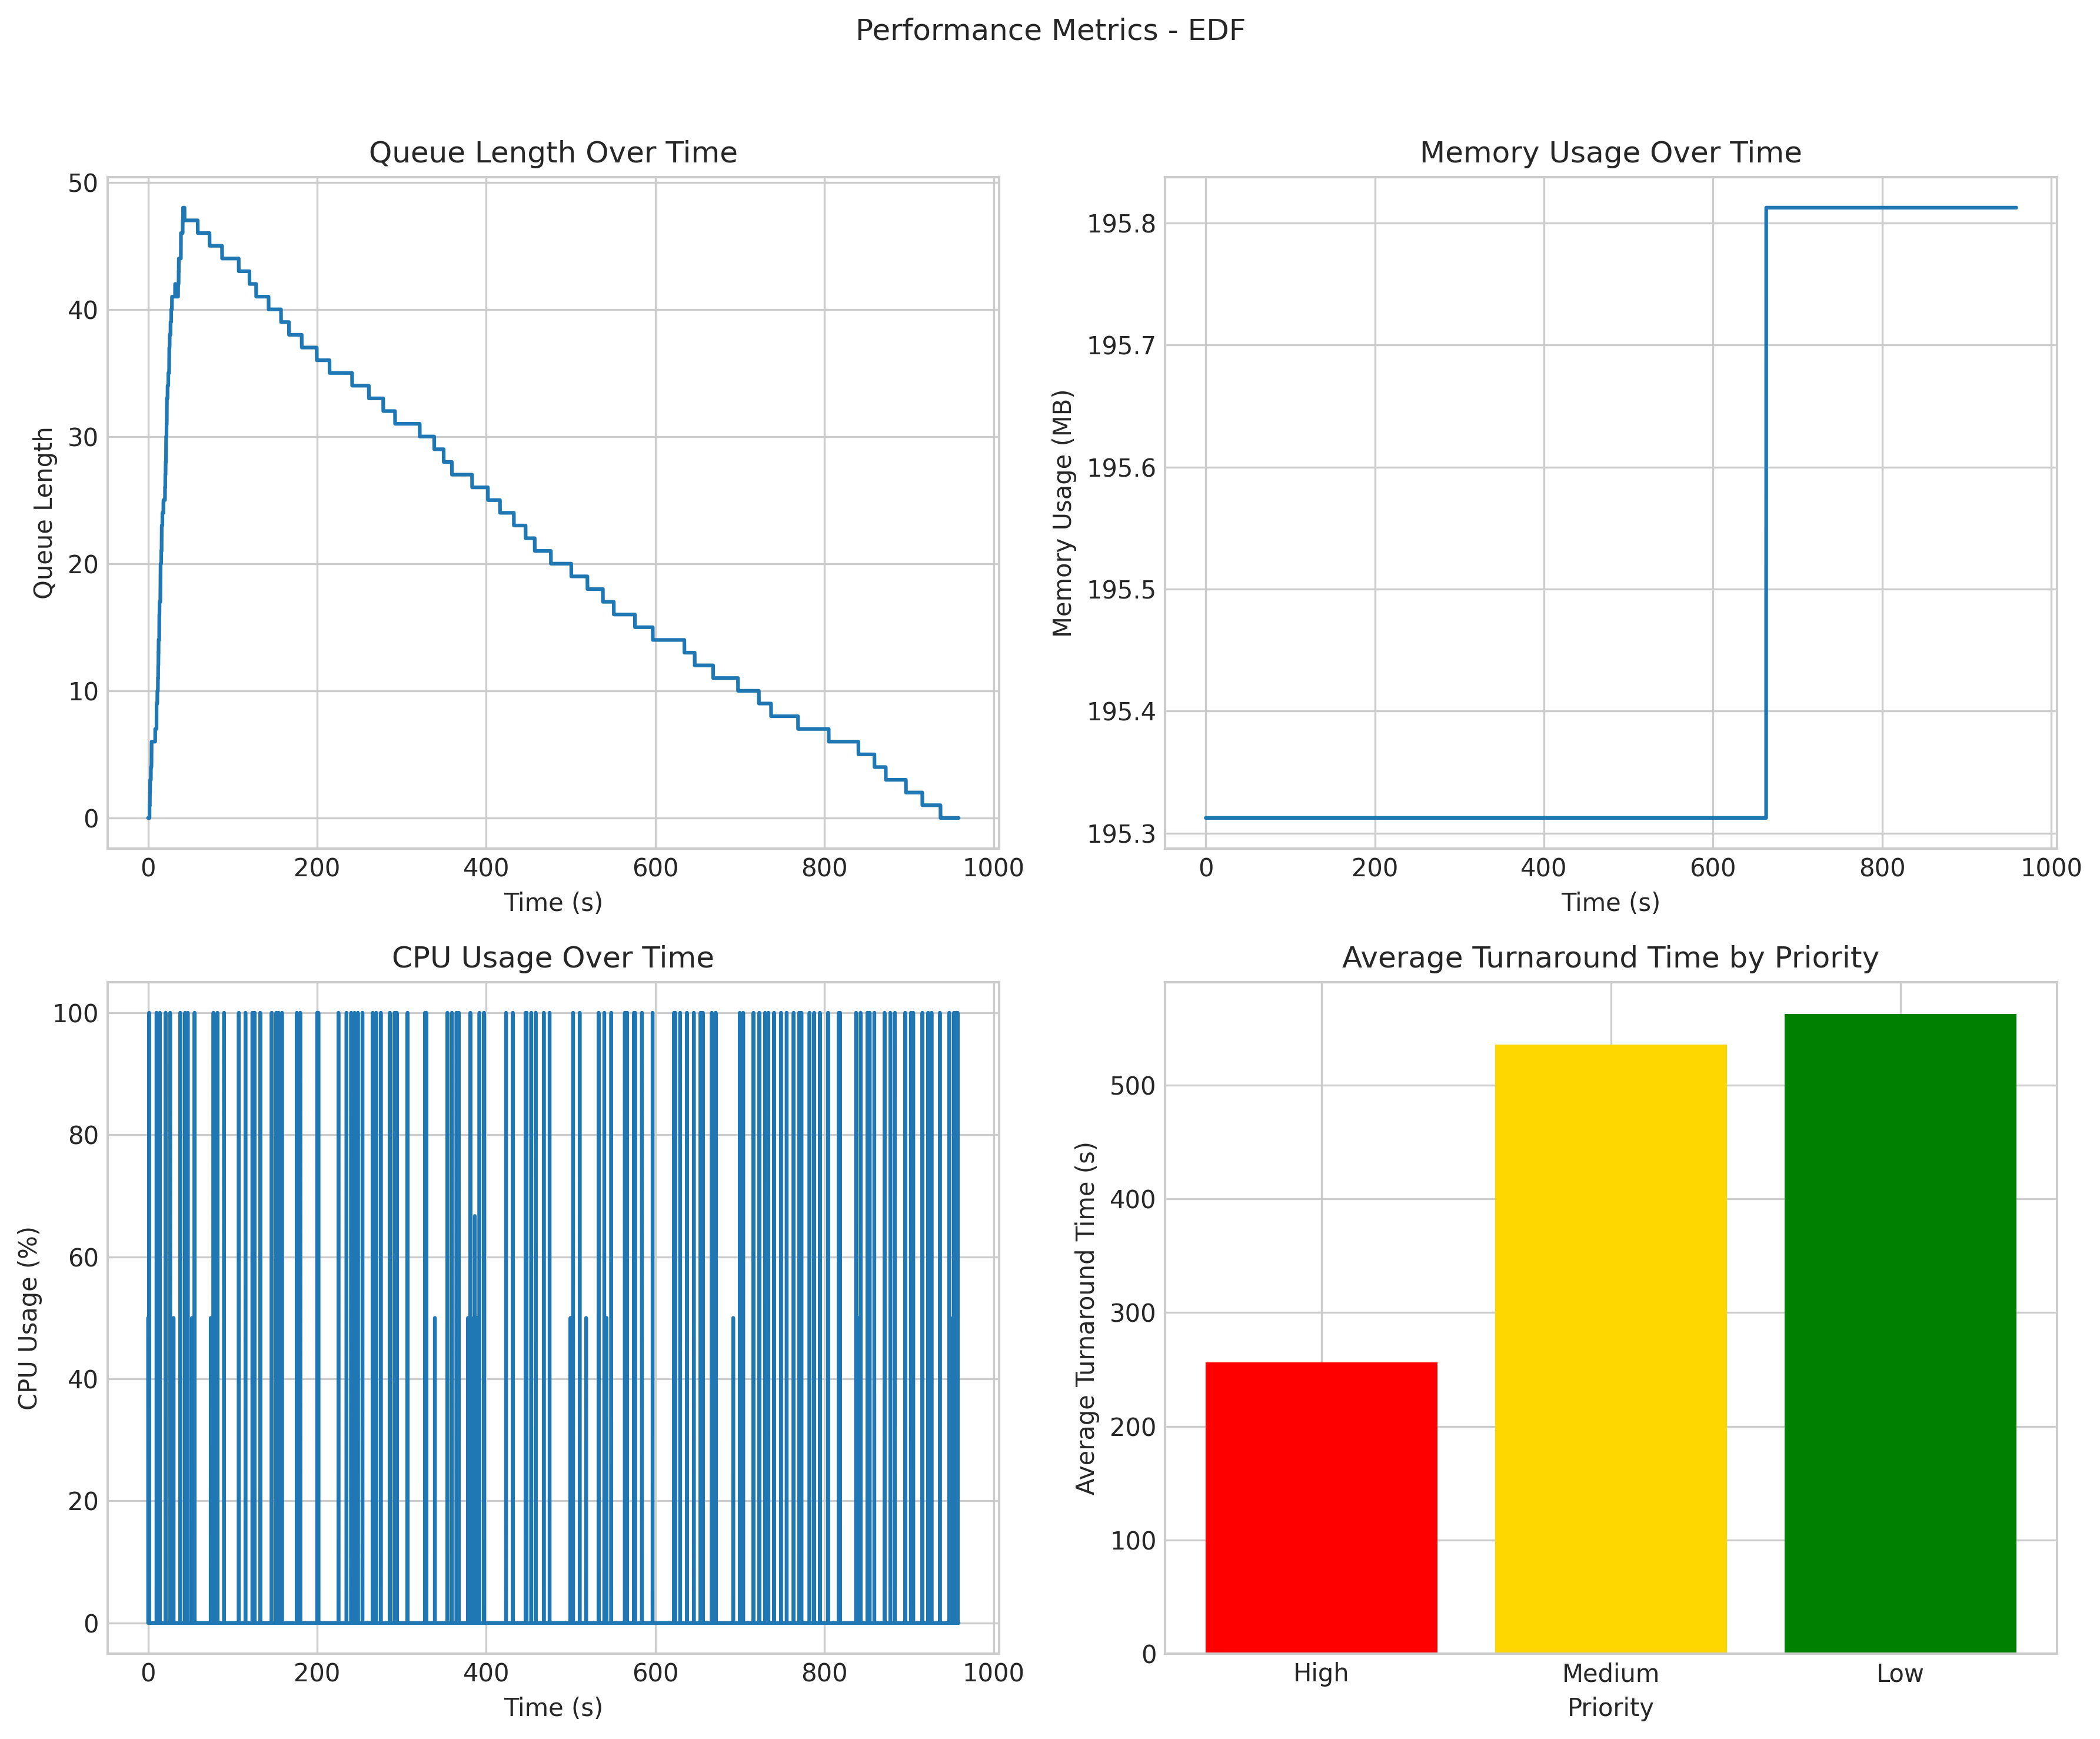 Performance Metrics - EDF
Queue Length Over Time
50
40
30
20
10
0
Queue Length
0 200 400 600 800 1000
Time (s)
Memory Usage Over Time
195.8
195.7
195.6
195.5
195.4
195.3
Memory Usage (MB)
0 200 400 600 800 1000
Time (s)
CPU Usage Over Time
100
80
60
40
20
0
CPU Usage (%)
0 200 400 600 800 1000
Time (s)
Average Turnaround Time by Priority
500
400
300
200
100
0
Average Turnaround Time (s)
High Medium Low
Priority